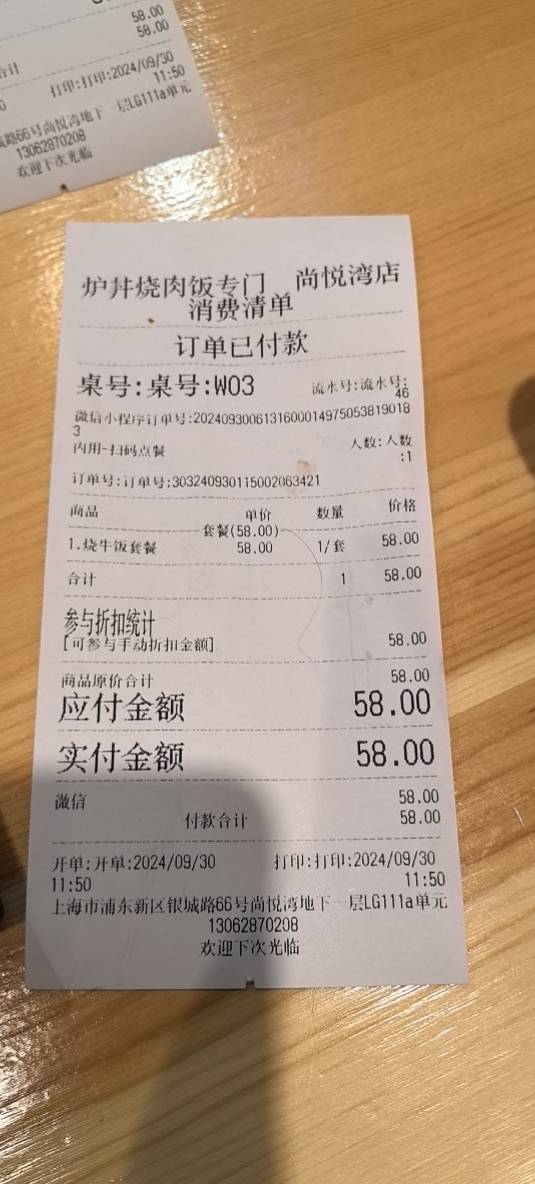 58.00
58.00
合计
打印:打印:2024/09/30
11:50
路66号尚悦湾地下一层LG111a单元
13062870208
欢迎下次光临
炉丼烧肉饭专门 尚悦湾店
消费清单
订单已付款
桌号:桌号:W03 流水号:流水号:
46
微信小程序订单号:2024093006131600014975053819018
3
内用-扫码点餐 人数:人数
:1
订单号:订单号:303240930115002063421
商品 单价 数量 价格
套餐(58.00)
1.烧牛饭套餐 58.00 1/套 58.00
合计 1 58.00
参与折扣统计
[可参与手动折扣金额] 58.00
商品原价合计 58.00
应付金额 58.00
实付金额 58.00
微信 58.00
付款合计 58.00
开单:开单:2024/09/30 打印:打印:2024/09/30
11:50 11:50
上海市浦东新区银城路66号尚悦湾地下一层LG111a单元
13062870208
欢迎下次光临